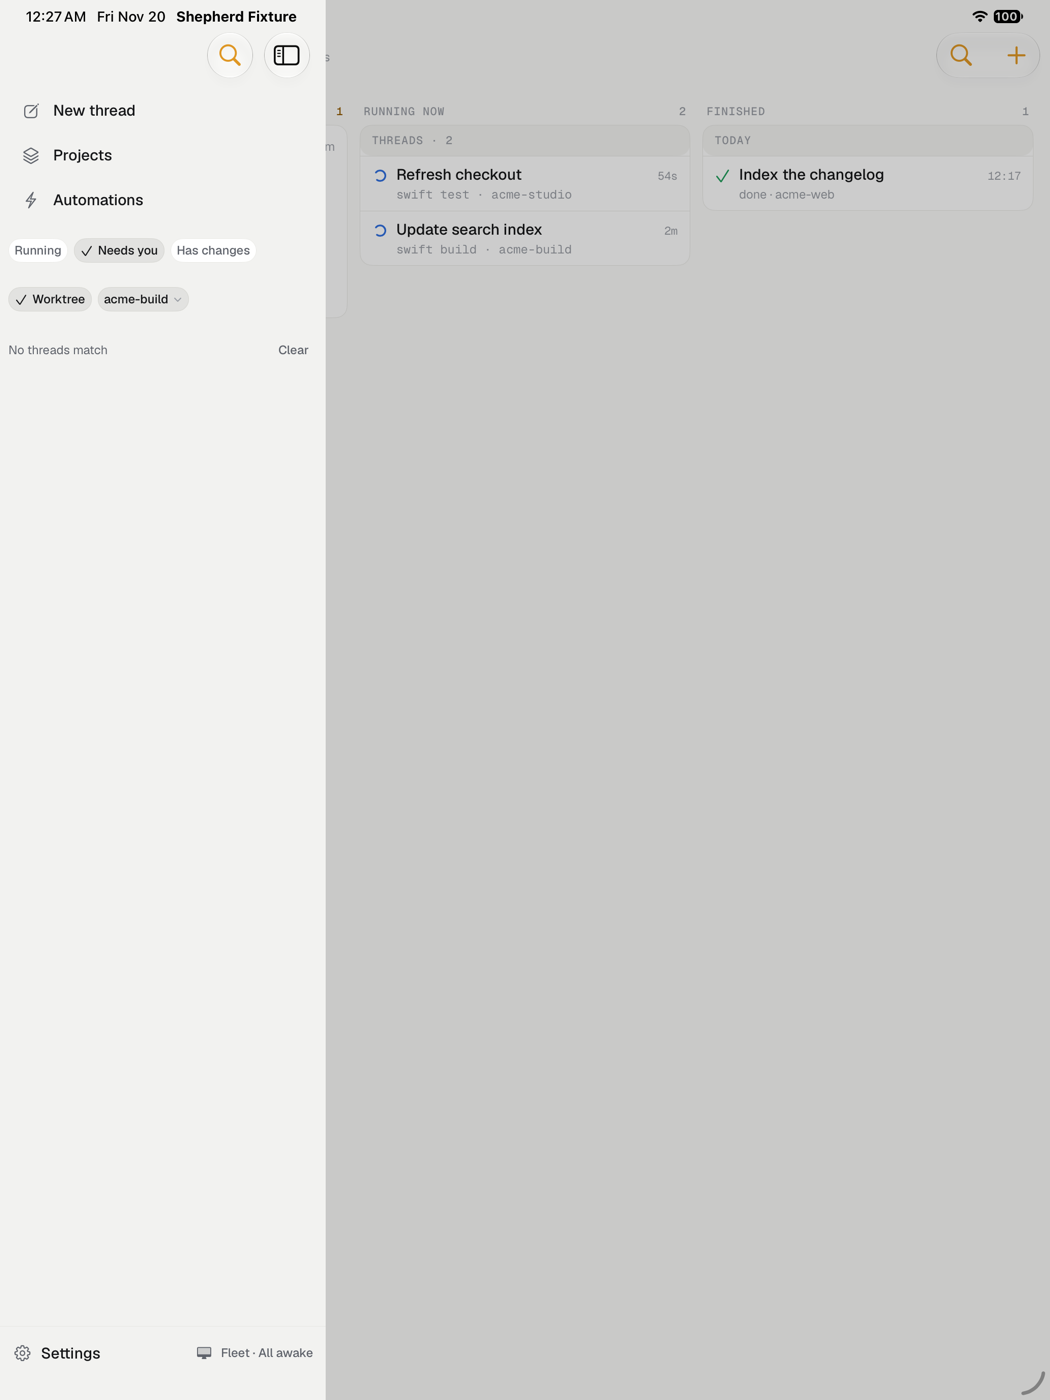 12:27 AM Fri Nov 20 Shepherd Fixture
100
s
New thread
Projects
Automations
Running
Needs you
Has changes
Worktree
acme-build
No threads match
Clear
Settings
Fleet · All awake
1
m
RUNNING NOW 2
THREADS · 2
Refresh checkout 54s
swift test · acme-studio
Update search index 2m
swift build · acme-build
FINISHED 1
TODAY
Index the changelog 12:17
done · acme-web